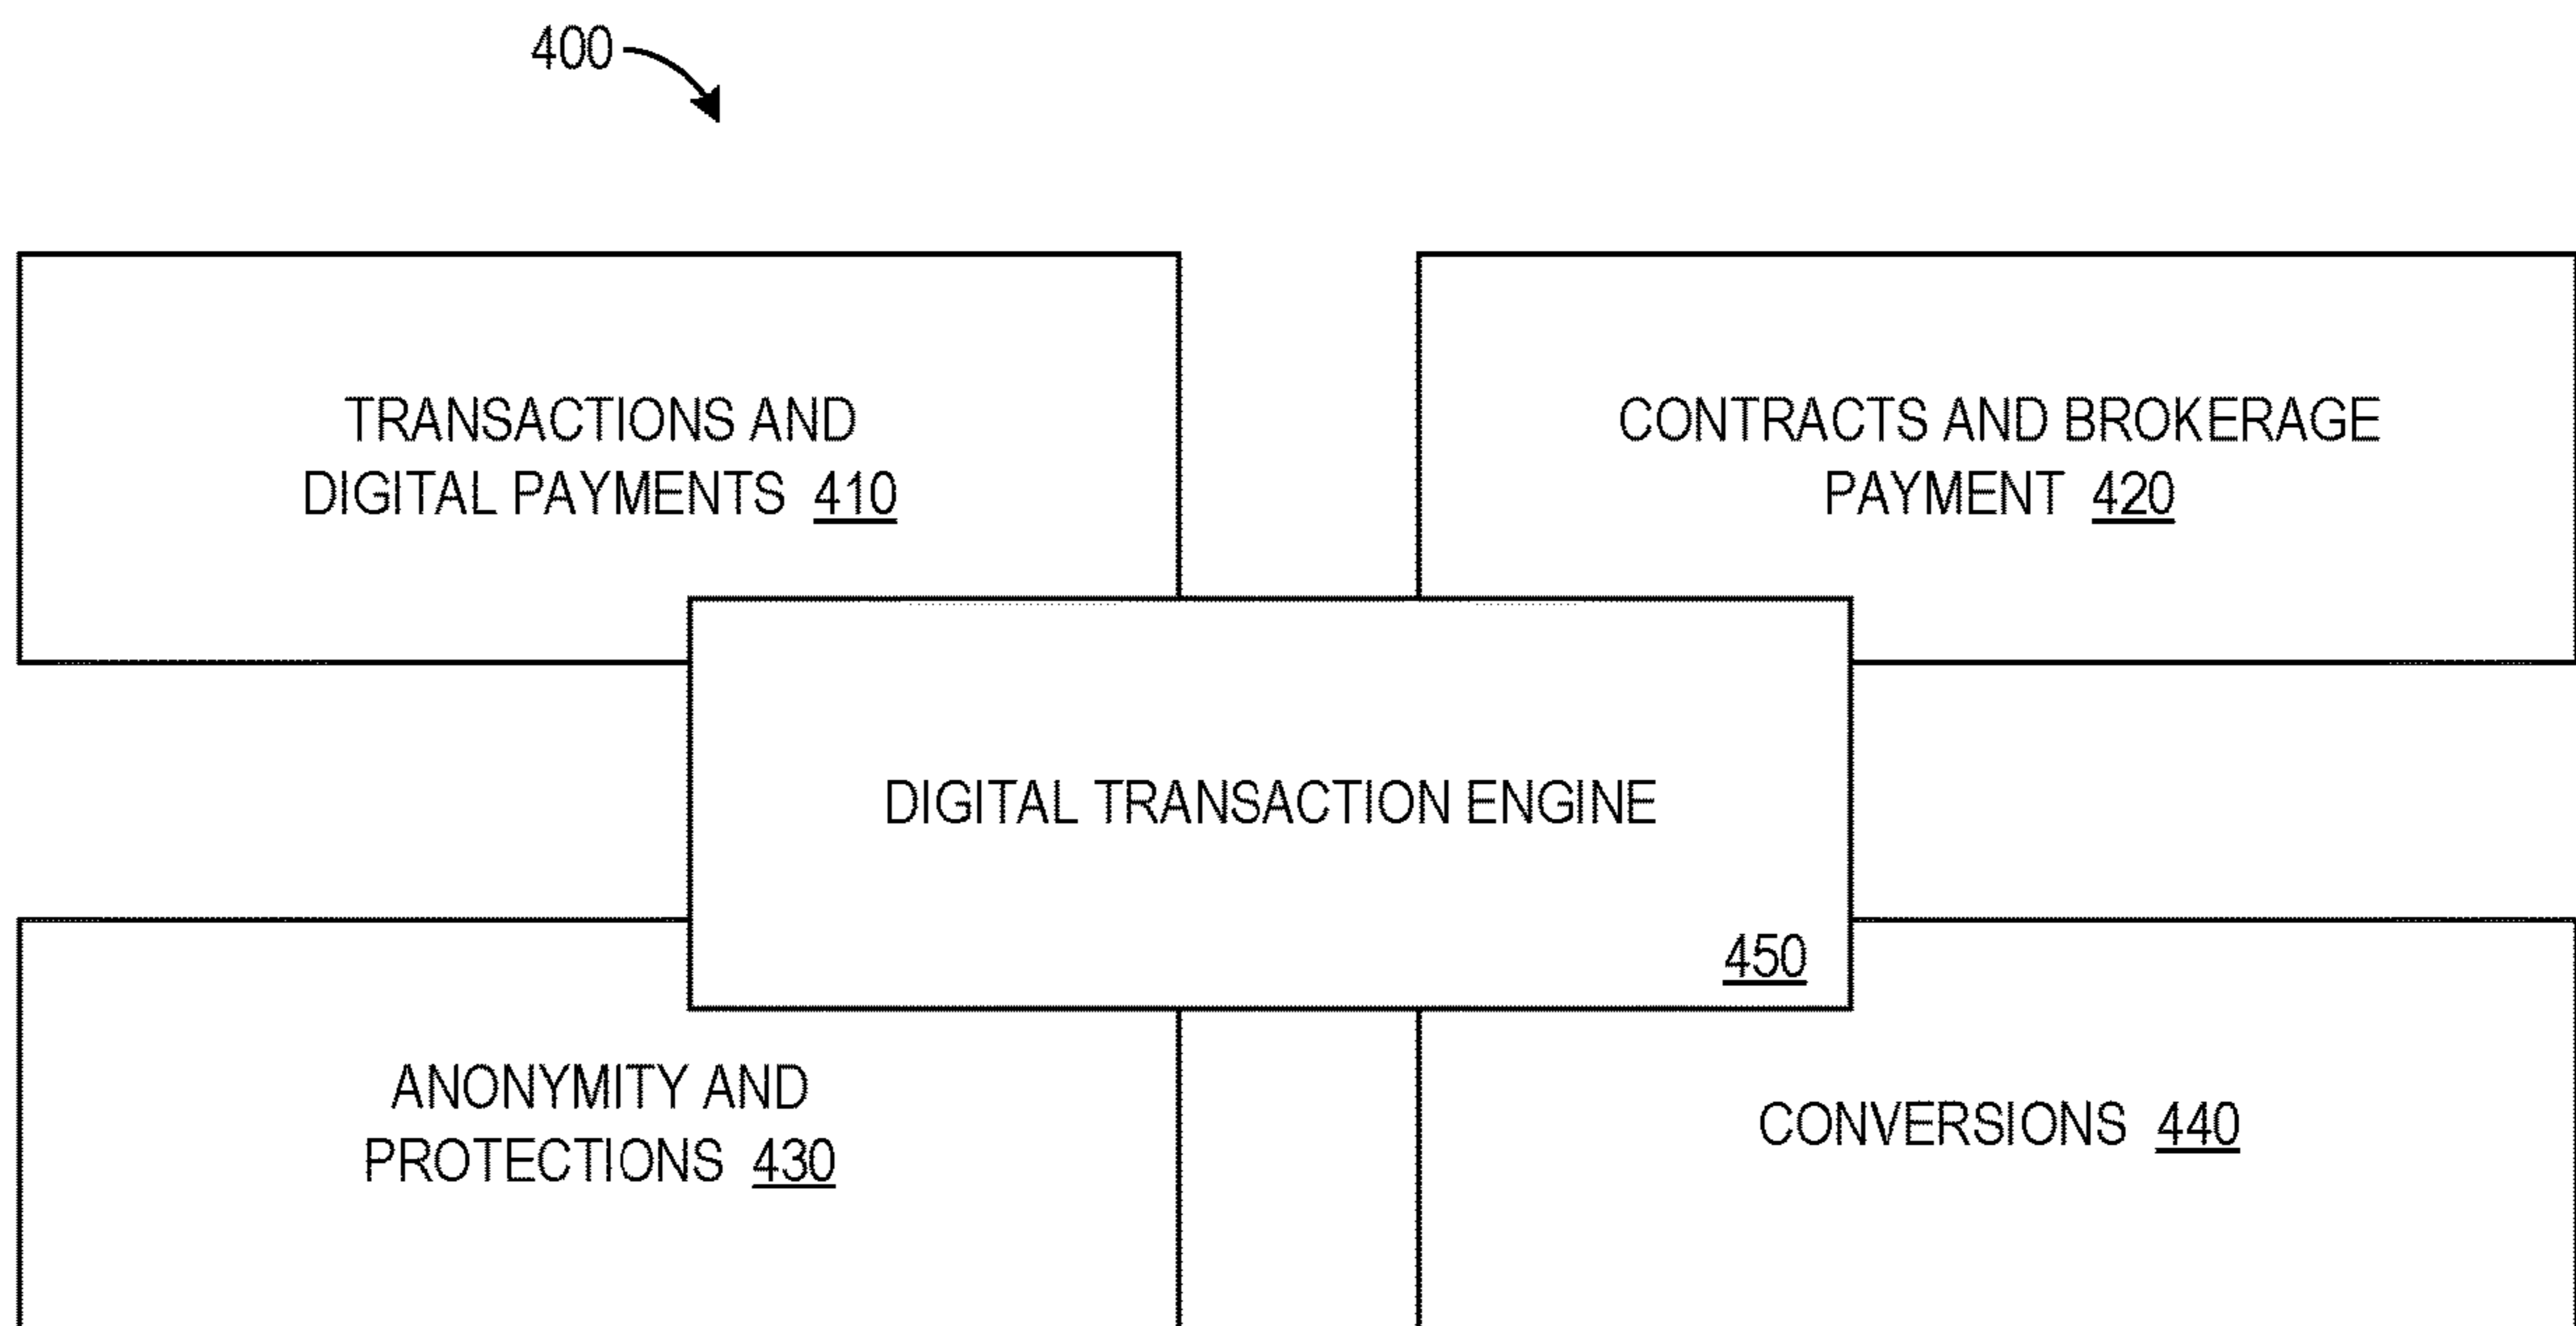 400
TRANSACTIONS AND
DIGITAL PAYMENTS 410
CONTRACTS AND BROKERAGE
PAYMENT 420
DIGITAL TRANSACTION ENGINE
450
ANONYMITY AND
PROTECTIONS 430
CONVERSIONS 440